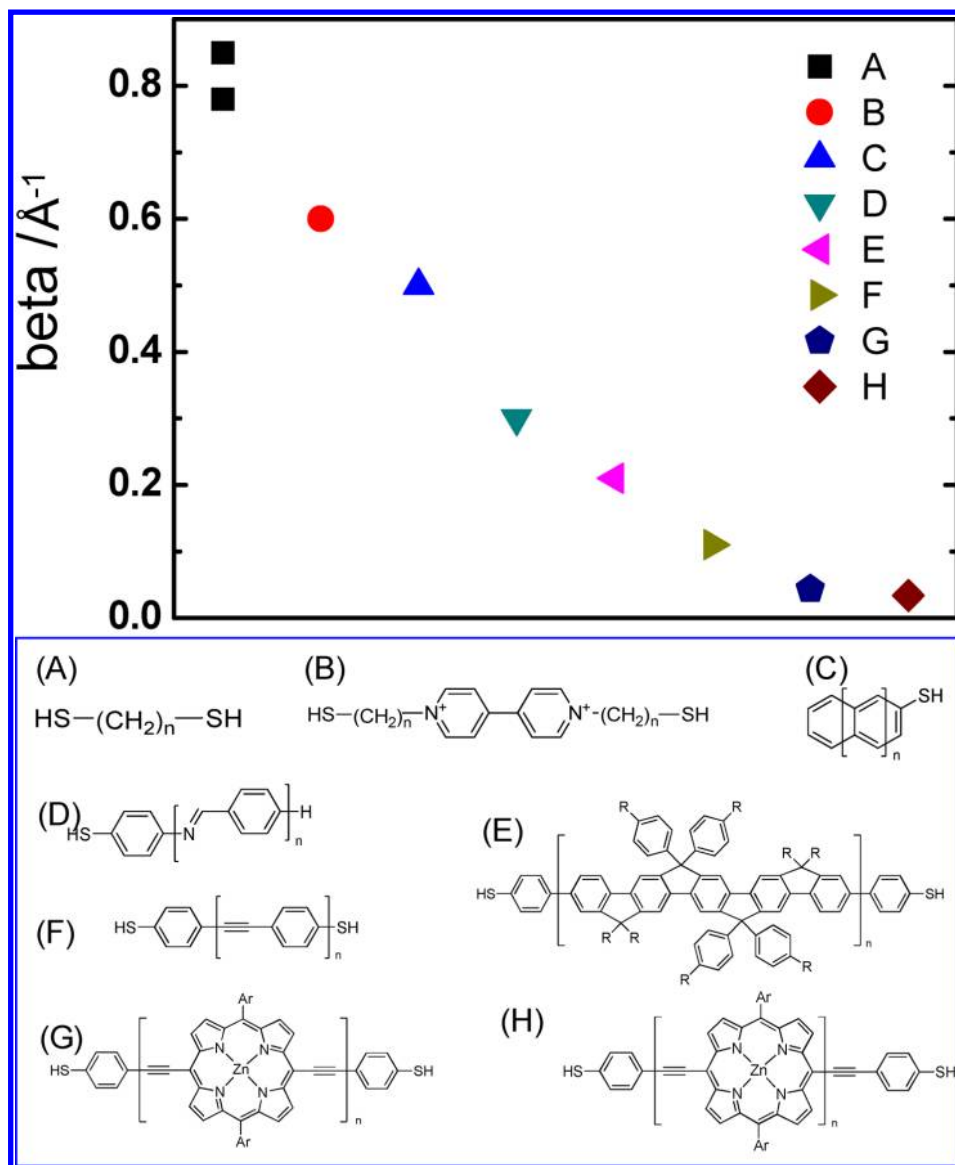 beta /Å⁻¹
0.8
0.6
0.4
0.2
0.0
A
B
C
D
E
F
G
H
(A)
HS—(CH₂)ₙ—SH
(B)
HS—(CH₂)ₙ N⁺ N⁺-(CH₂)ₙ—SH
(C)
SH
n
(D)
HS N H
n
(E)
R R
R R
HS SH
n
R R
R R
(F)
HS SH
n
(G)
Ar
HS N N SH
Zn
N N
n
Ar
(H)
Ar
HS N N SH
Zn
N N
n
Ar